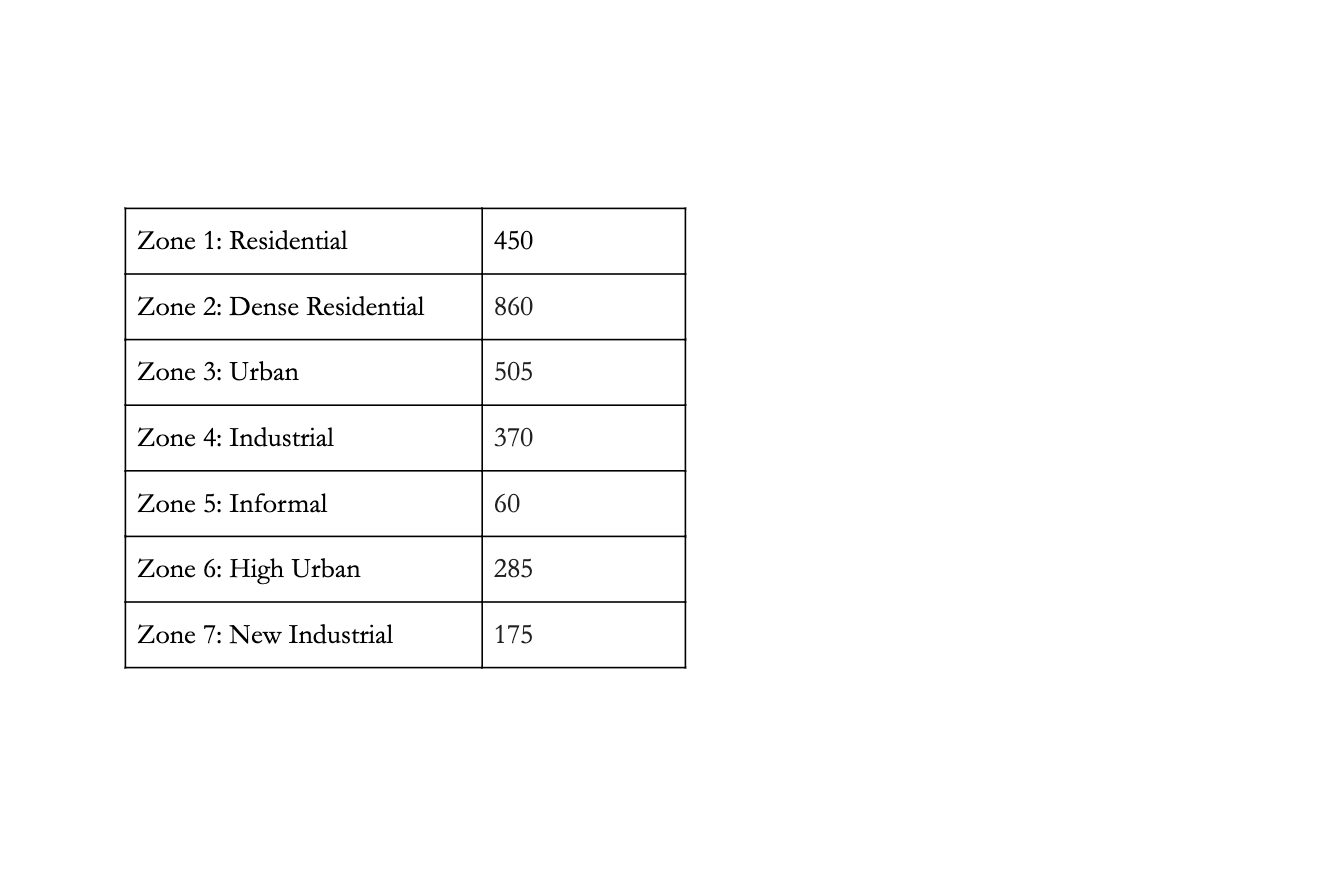 Zone 1: Residential 450
Zone 2: Dense Residential 860
Zone 3: Urban 505
Zone 4: Industrial 370
Zone 5: Informal 60
Zone 6: High Urban 285
Zone 7: New Industrial 175